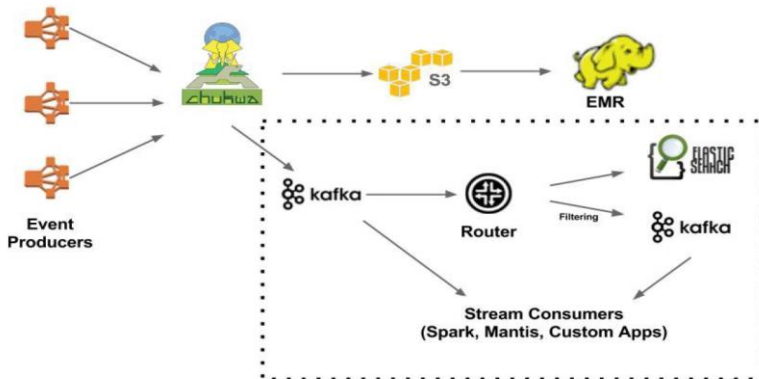 chukwa
S3
EMR
Event
Producers
kafka
Router
Filtering
ELASTIC
SEARCH
kafka
Stream Consumers
(Spark, Mantis, Custom Apps)